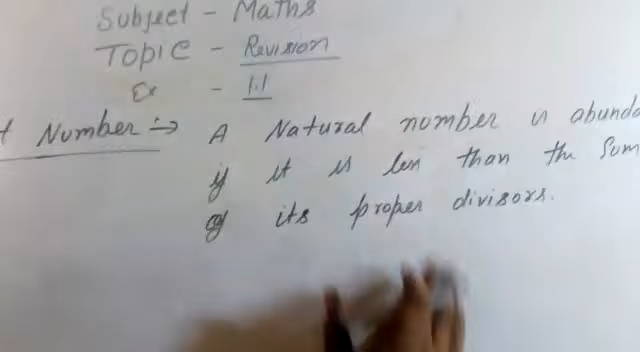 Subject - Maths
Topic - Revision
Ex - 1.1
Number :→ A Natural number is
if it is less than the Sum
of its proper divisors.